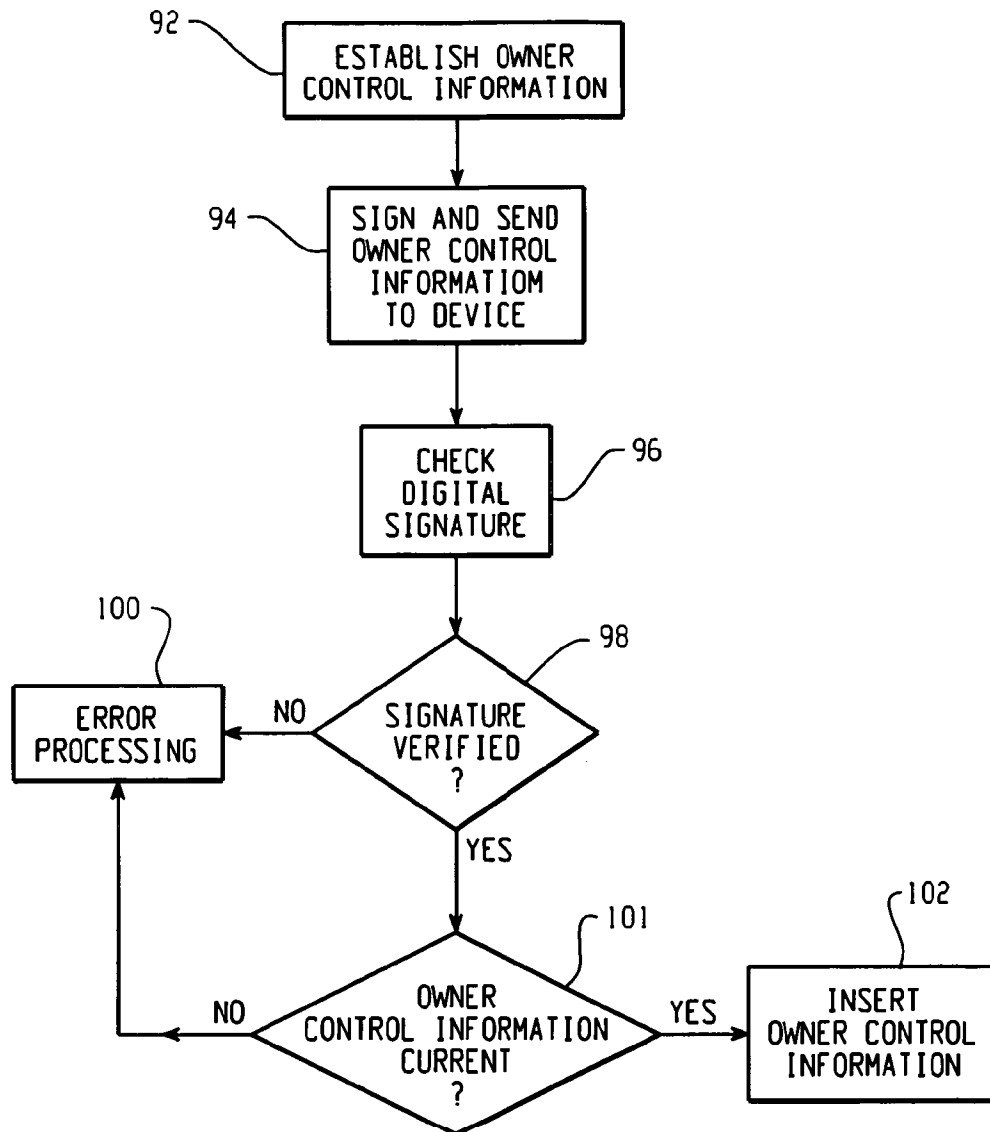 92
ESTABLISH OWNER
CONTROL INFORMATION
94
SIGN AND SEND
OWNER CONTROL
INFORMATIOM
TO DEVICE
96
CHECK
DIGITAL
SIGNATURE
100
98
ERROR
PROCESSING
NO
SIGNATURE
VERIFIED
?
YES
101
102
NO
OWNER
CONTROL INFORMATION
CURRENT
?
YES
INSERT
OWNER CONTROL
INFORMATION